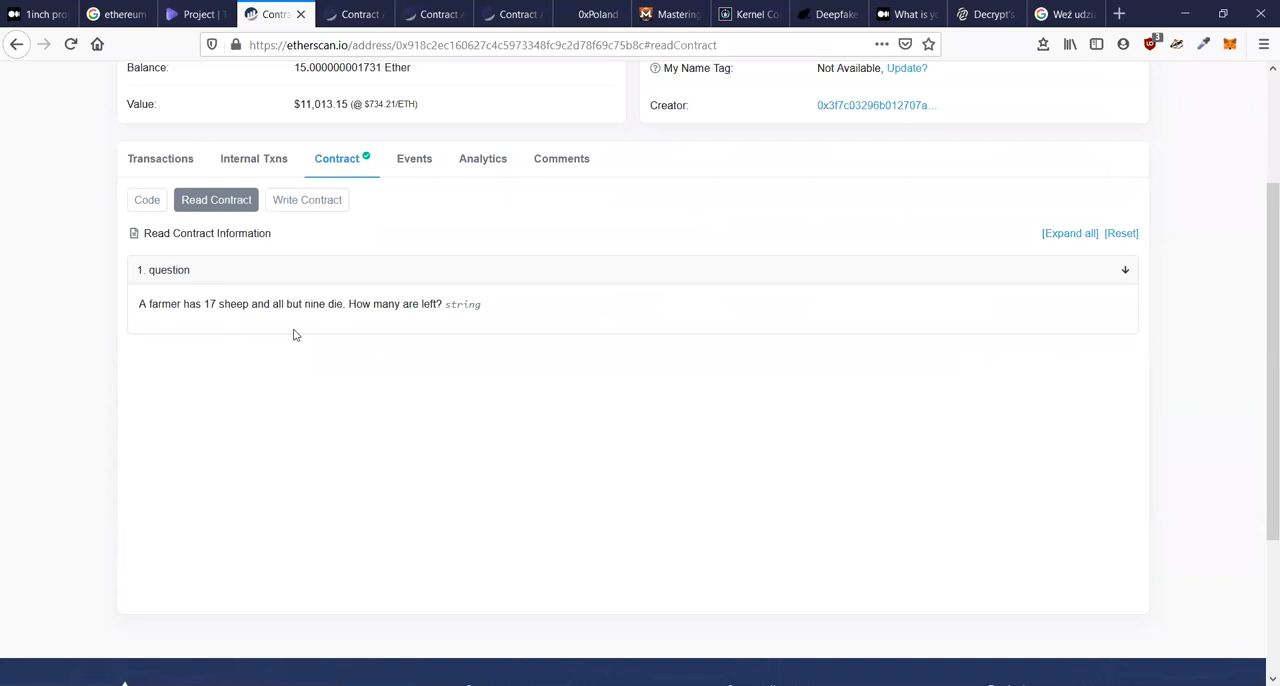 1inch pro
ethereum
Project | T
Contra
Contract A
Contract A
Contract A
0xPoland
Mastering
Kernel Co
Deepfake
What is yo
Decrypt's
Weź udzia
https://etherscan.io/address/0x918c2ec160627c4c5973348fc9c2d78f69c75b8c#readContract
3
Balance: 15.000000001731 Ether
My Name Tag: Not Available, Update?
Value: $11,013.15 (@ $734.21/ETH)
Creator: 0x3f7c03296b012707a...
Transactions Internal Txns Contract Events Analytics Comments
Code Read Contract Write Contract
Read Contract Information
[Expand all] [Reset]
1. question
A farmer has 17 sheep and all but nine die. How many are left? string